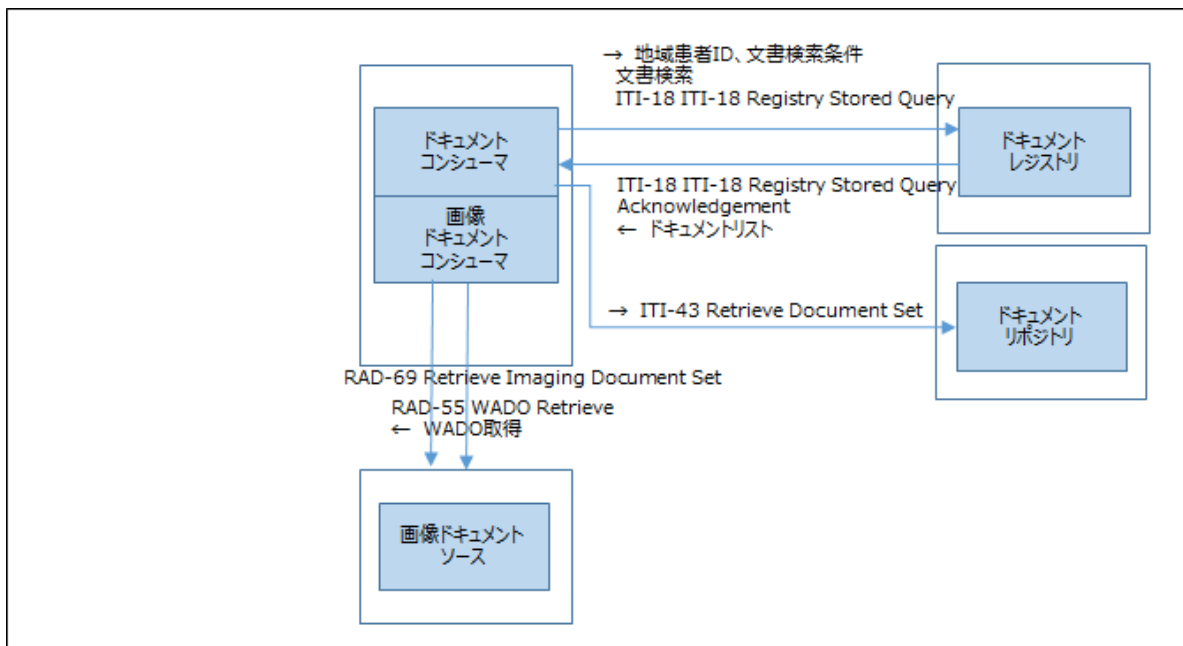 → 地域患者ID、文書検索条件
文書検索
ITI-18 ITI-18 Registry Stored Query
ドキュメント
コンシューマ
ドキュメント
レジストリ
ITI-18 ITI-18 Registry Stored Query
Acknowledgement
← ドキュメントリスト
画像
ドキュメント
コンシューマ
→ ITI-43 Retrieve Document Set
ドキュメント
リポジトリ
RAD-69 Retrieve Imaging Document Set
RAD-55 WADO Retrieve
← WADO取得
画像ドキュメント
ソース